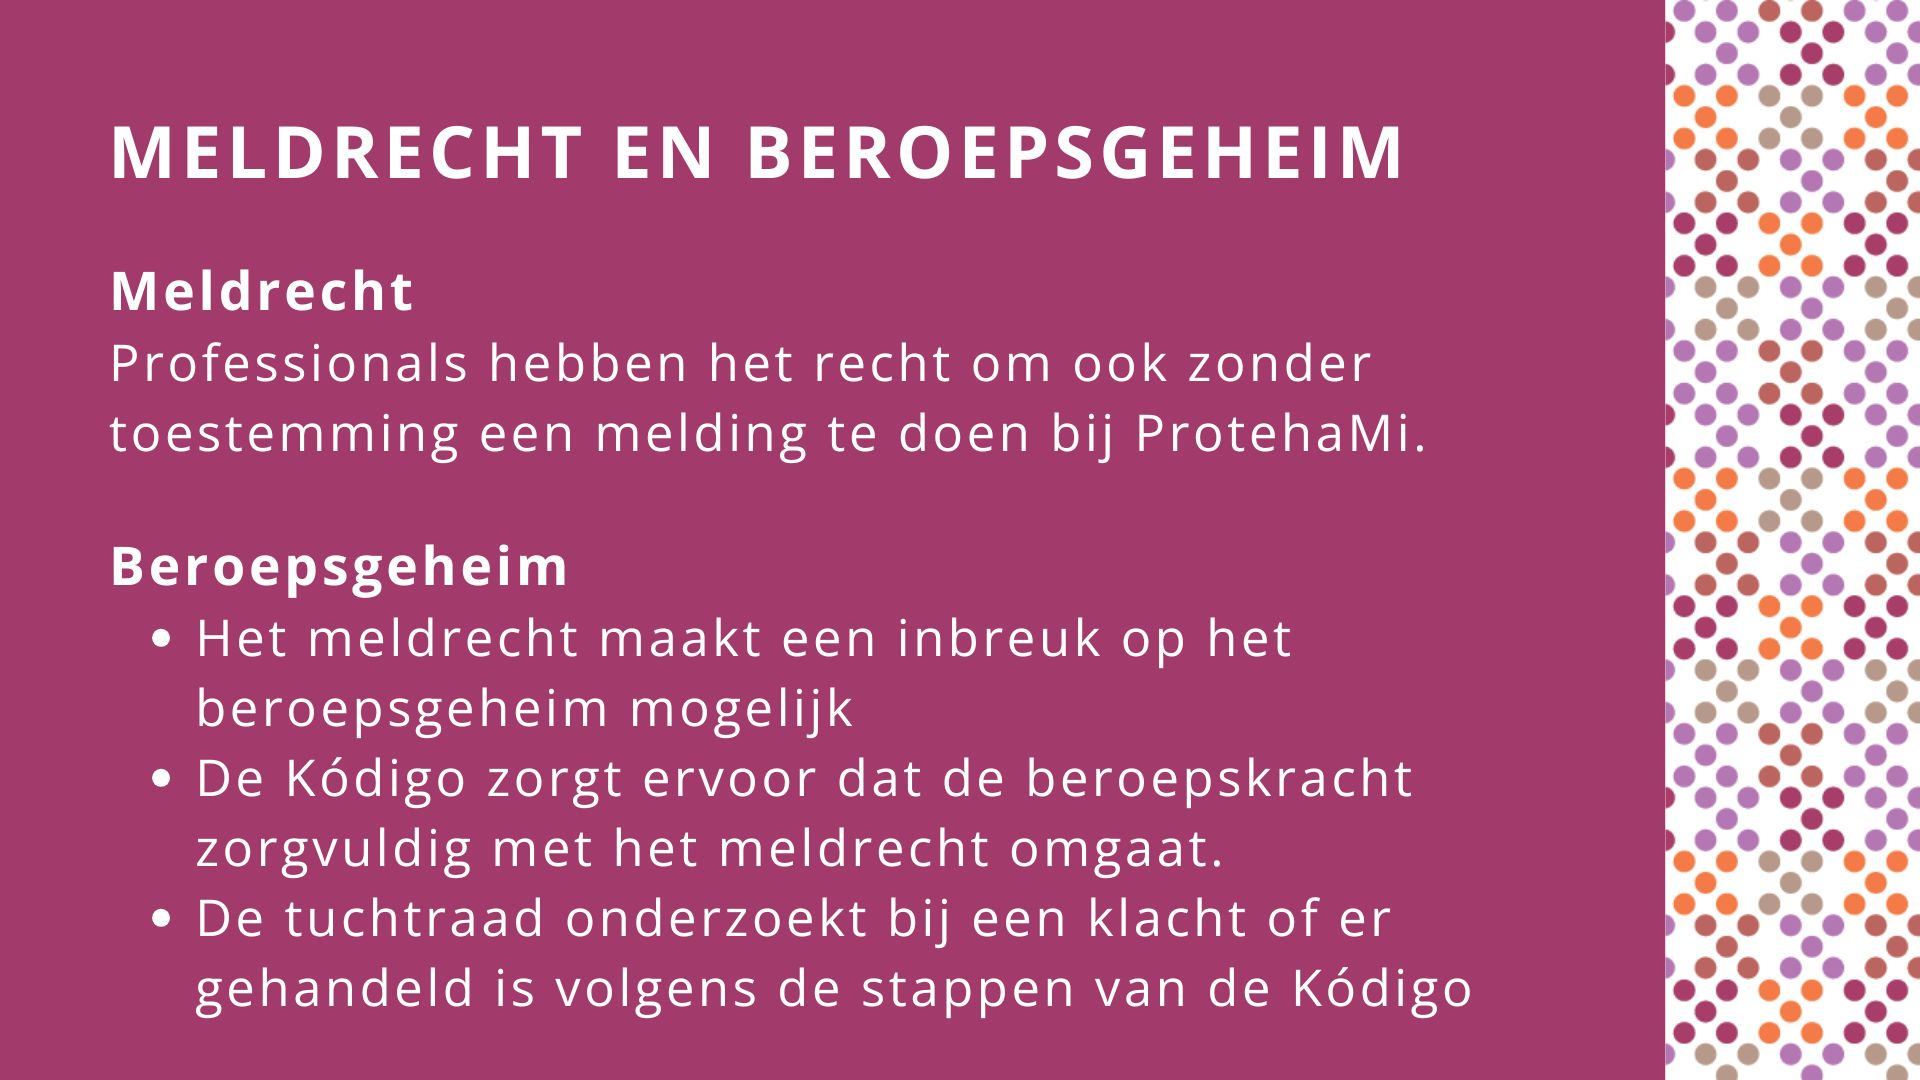 MELDRECHT EN BEROEPSGEHEIM
Meldrecht
Professionals hebben het recht om ook zonder
toestemming een melding te doen bij ProtehaMi.
Beroepsgeheim
• Het meldrecht maakt een inbreuk op het
beroepsgeheim mogelijk
• De Kódigo zorgt ervoor dat de beroepskracht
zorgvuldig met het meldrecht omgaat.
• De tuchtraad onderzoekt bij een klacht of er
gehandeld is volgens de stappen van de Kódigo